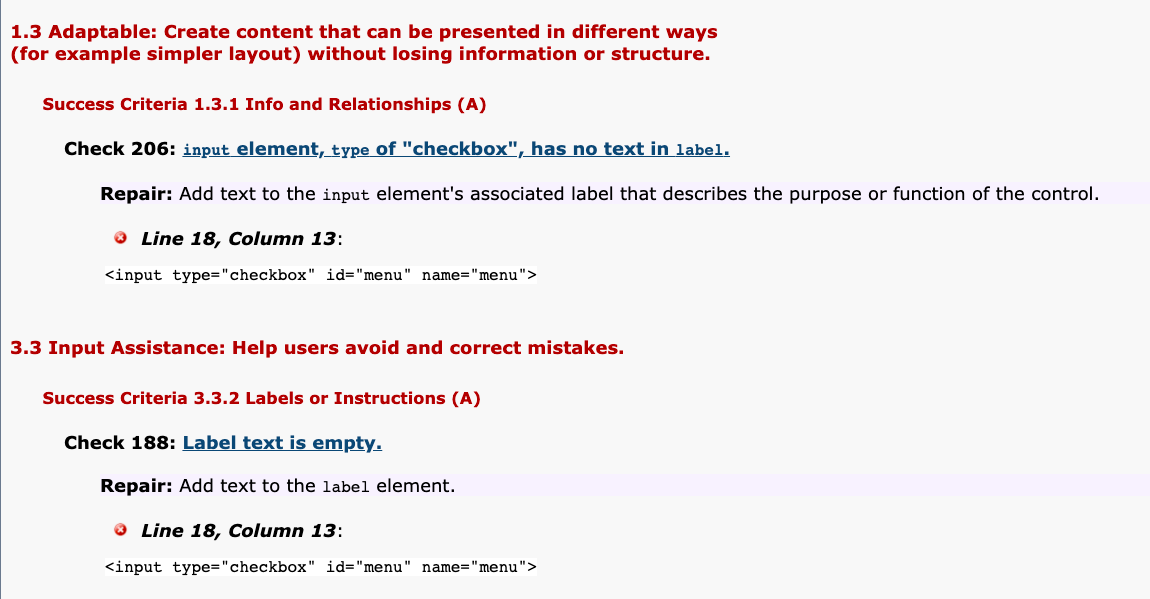 1.3 Adaptable: Create content that can be presented in different ways
(for example simpler layout) without losing information or structure.
Success Criteria 1.3.1 Info and Relationships (A)
Check 206: input element, type of "checkbox", has no text in label.
Repair: Add text to the input element's associated label that describes the purpose or function of the control.
Line 18, Column 13:
<input type="checkbox" id="menu" name="menu">
3.3 Input Assistance: Help users avoid and correct mistakes.
Success Criteria 3.3.2 Labels or Instructions (A)
Check 188: Label text is empty.
Repair: Add text to the label element.
Line 18, Column 13:
<input type="checkbox" id="menu" name="menu">